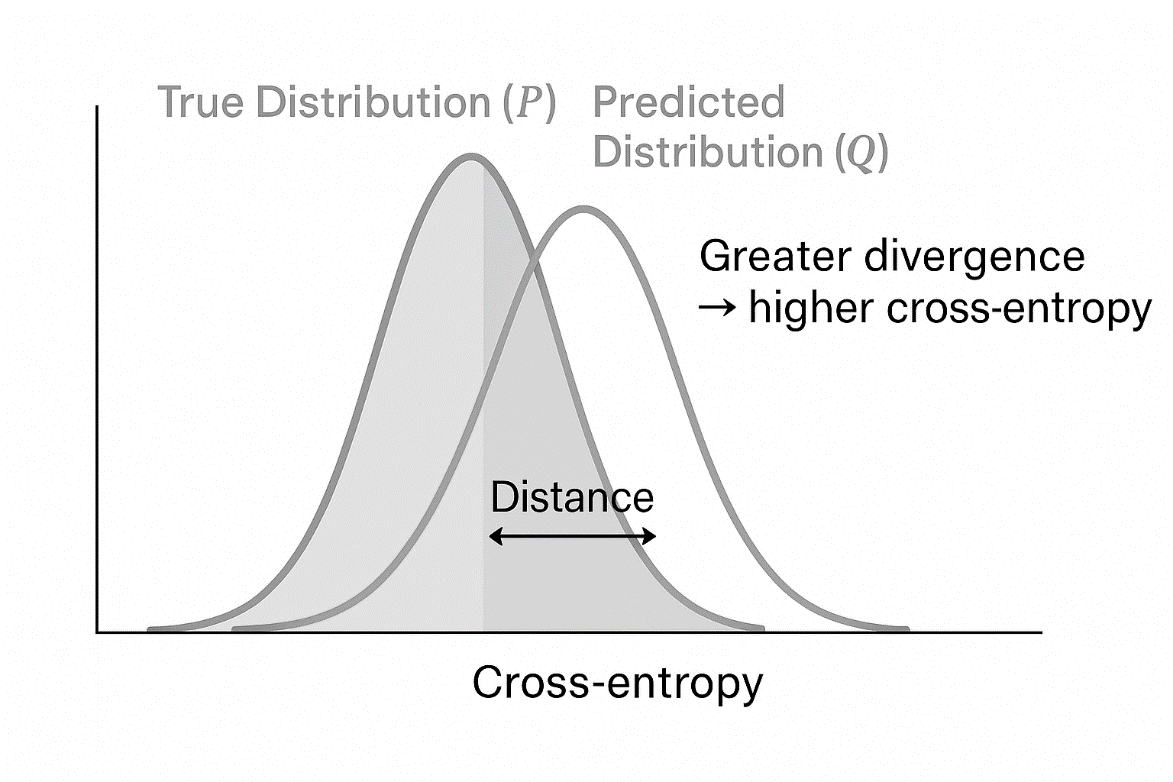 True Distribution (P)
Predicted
Distribution (Q)
Greater divergence
→ higher cross-entropy
Distance
Cross-entropy